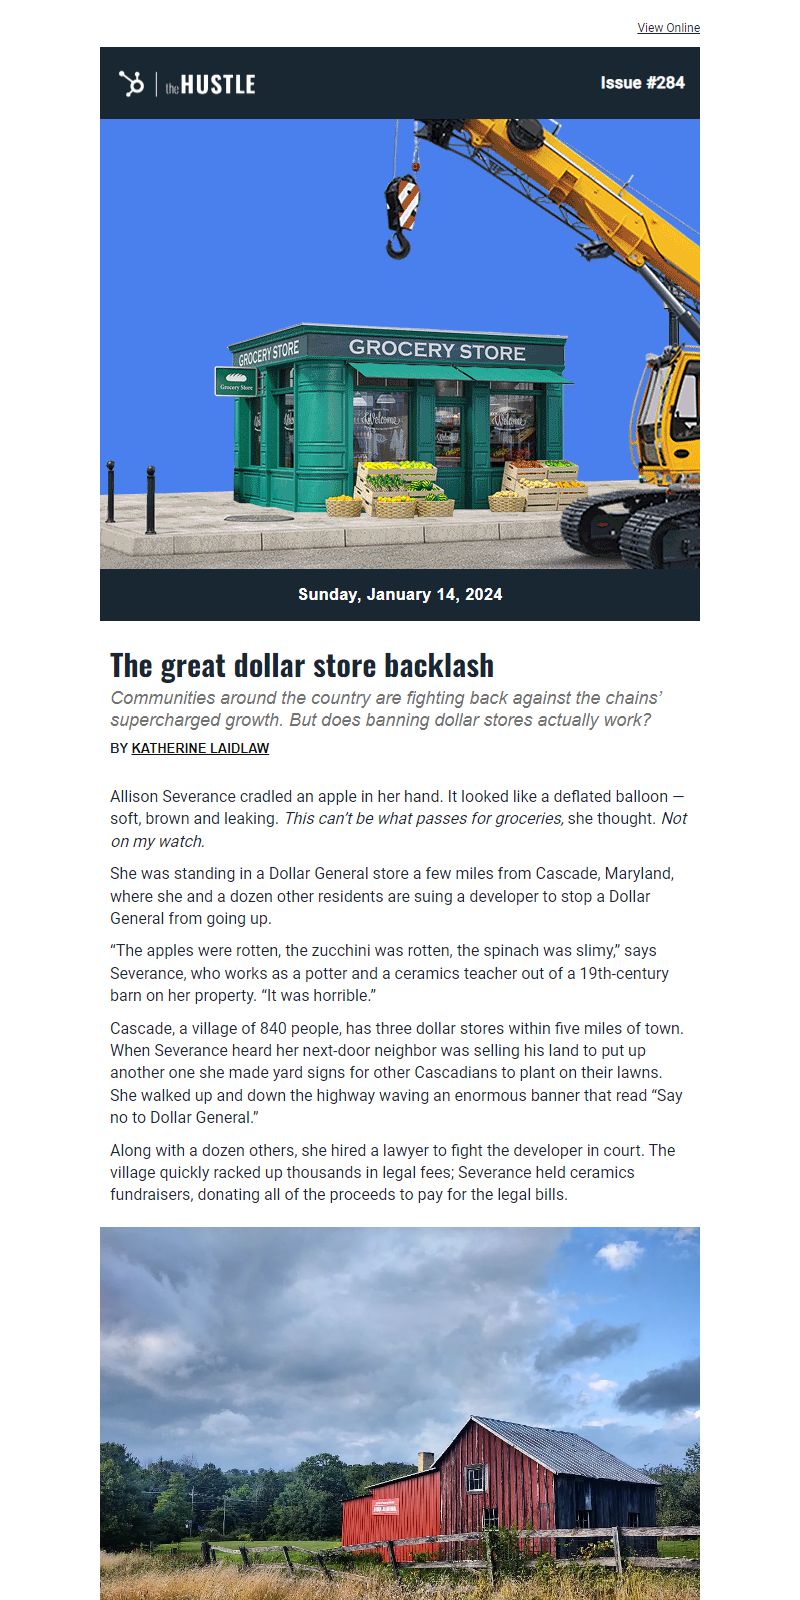 View Online
the HUSTLE
Issue #284
GROCERY STORE
GROCERY STORE
Grocery Store
Welcome
Welcome
Sunday, January 14, 2024
The great dollar store backlash
Communities around the country are fighting back against the chains’
supercharged growth. But does banning dollar stores actually work?
BY KATHERINE LAIDLAW
Allison Severance cradled an apple in her hand. It looked like a deflated balloon —
soft, brown and leaking. This can’t be what passes for groceries, she thought. Not
on my watch.
She was standing in a Dollar General store a few miles from Cascade, Maryland,
where she and a dozen other residents are suing a developer to stop a Dollar
General from going up.
“The apples were rotten, the zucchini was rotten, the spinach was slimy,” says
Severance, who works as a potter and a ceramics teacher out of a 19th-century
barn on her property. “It was horrible.”
Cascade, a village of 840 people, has three dollar stores within five miles of town.
When Severance heard her next-door neighbor was selling his land to put up
another one she made yard signs for other Cascadians to plant on their lawns.
She walked up and down the highway waving an enormous banner that read “Say
no to Dollar General.”
Along with a dozen others, she hired a lawyer to fight the developer in court. The
village quickly racked up thousands in legal fees; Severance held ceramics
fundraisers, donating all of the proceeds to pay for the legal bills.